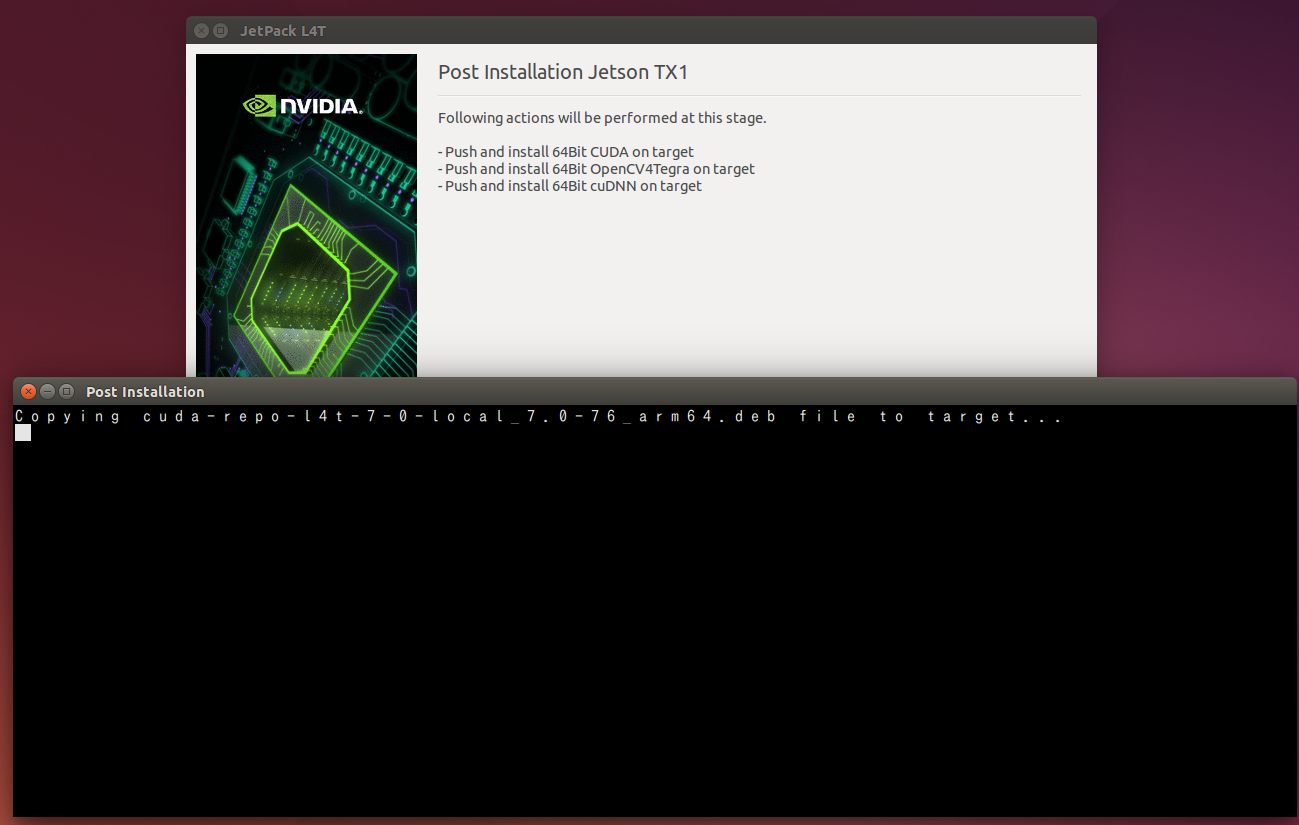 JetPack L4T
NVIDIA.
Post Installation Jetson TX1
Following actions will be performed at this stage.
- Push and install 64Bit CUDA on target
- Push and install 64Bit OpenCV4Tegra on target
- Push and install 64Bit cuDNN on target
Post Installation
Copying cuda-repo-l4t-7-0-local_7.0-76_arm64.deb file to target...